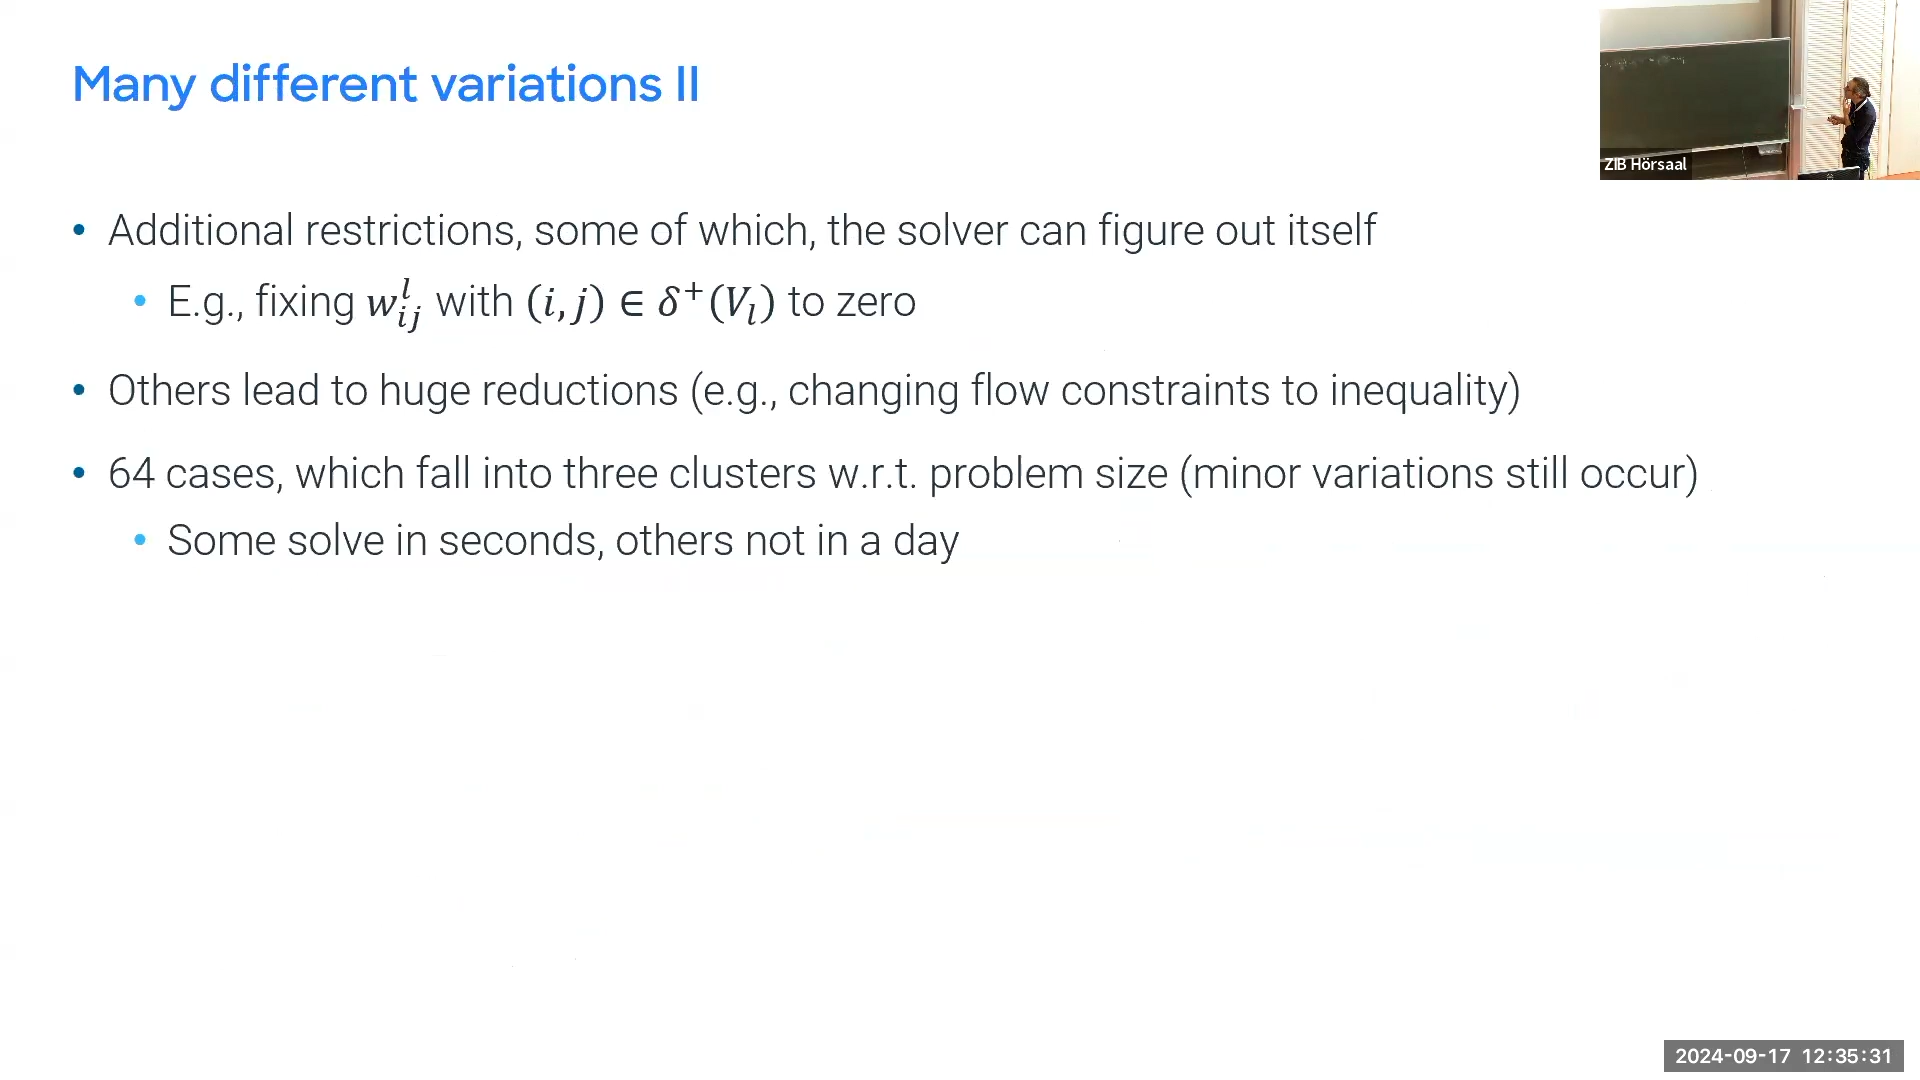 Many different variations II
ZIB Hörsaal
• Additional restrictions, some of which, the solver can figure out itself
• E.g., fixing $w_{ij}^{l}$ with $(i,j) \in \delta^{+}(V_l)$ to zero
• Others lead to huge reductions (e.g., changing flow constraints to inequality)
• 64 cases, which fall into three clusters w.r.t. problem size (minor variations still occur)
• Some solve in seconds, others not in a day
2024-09-17 12:35:31